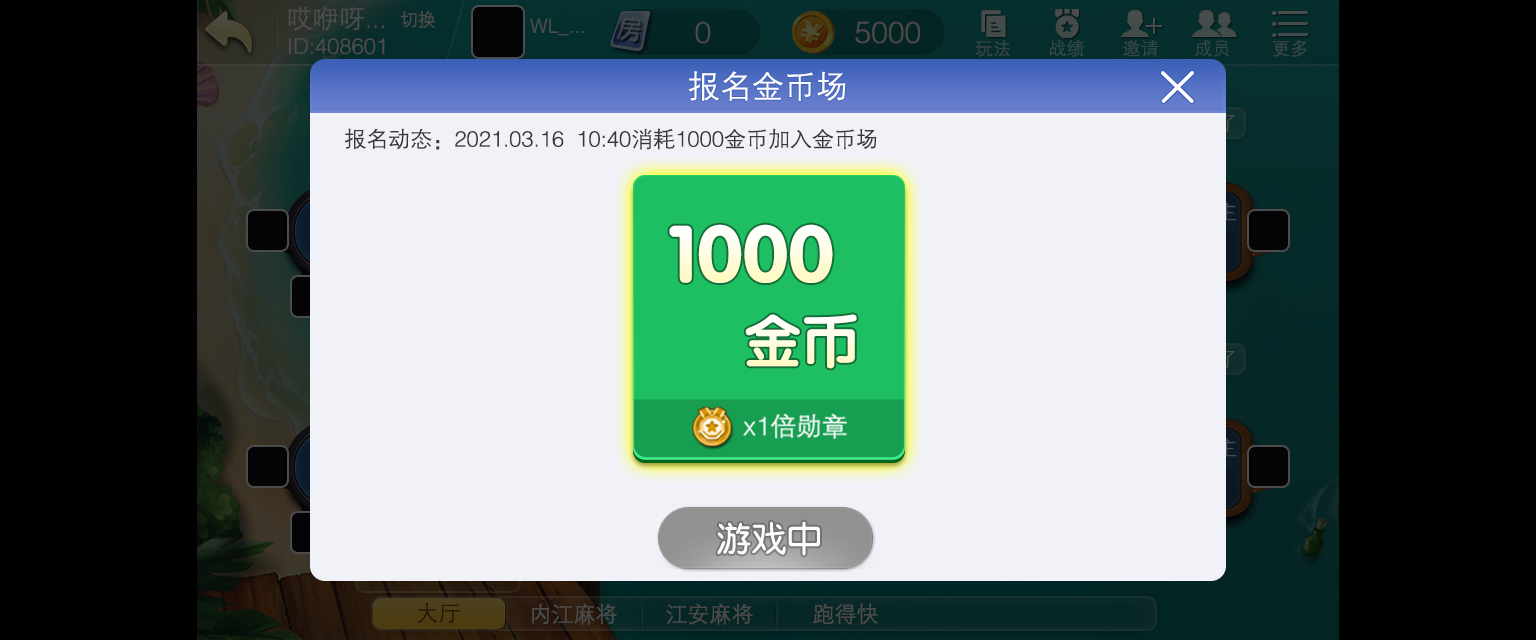 哎咿呀... 切换
ID:408601
WL_...
房 0
5000
玩法 战绩 邀请 成员 更多
报名金币场
报名动态：2021.03.16 10:40消耗1000金币加入金币场
1000
金币
x1倍勋章
游戏中
大厅 内江麻将 江安麻将 跑得快